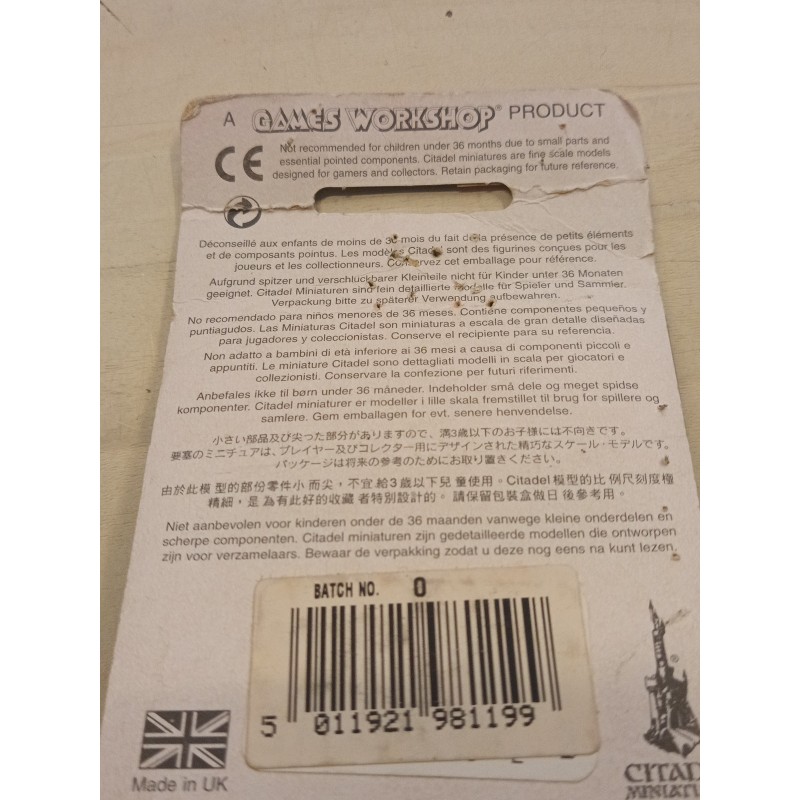 A GAMES WORKSHOP® PRODUCT
CE
Not recommended for children under 36 months due to small parts and
essential pointed components. Citadel miniatures are fine scale models
designed for gamers and collectors. Retain packaging for future reference.
Déconseillé aux enfants de moins de 36 mois du fait de la présence de petits éléments
et de composants pointus. Les modèles Citadel sont des figurines conçues pour les
joueurs et les collectionneurs. Conservez cet emballage pour référence.
Aufgrund spitzer und verschluckbarer Kleinteile nicht für Kinder unter 36 Monaten
geeignet. Citadel Miniaturen sind fein detaillierte Modelle für Spieler und Sammler.
Verpackung bitte zu späterer Verwendung aufbewahren.
No recomendado para niños menores de 36 meses. Contiene componentes pequeños y
puntiagudos. Las Miniaturas Citadel son miniaturas a escala de gran detalle diseñadas
para jugadores y coleccionistas. Conserve el recipiente para su referencia.
Non adatto a bambini di età inferiore ai 36 mesi a causa di componenti piccoli e
appuntiti. Le miniature Citadel sono dettagliati modelli in scala per giocatori e
collezionisti. Conservare la confezione per futuri riferimenti.
Anbefales ikke til børn under 36 måneder. Indeholder små dele og meget spidse
komponenter. Citadel miniaturer er modeller i lille skala fremstillet til brug for spillere og
samlere. Gem emballagen for evt. senere henvendelse.
小さい部品及び尖った部分がありますので、満3歳以下のお子様には不向きです。
要塞のミニチュアは、プレイヤー及びコレクター用にデザインされた精巧なスケール・モデルです。
パッケージは将来の参考のためにお取り置きください。
由於此模型的部份零件小而尖，不宜給3歲以下兒童使用。Citadel模型的比例尺刻度極
精細，是為有此好的收藏者特別設計的。請保留包裝盒做日後參考用。
Niet aanbevolen voor kinderen onder de 36 maanden vanwege kleine onderdelen en
scherpe componenten. Citadel miniaturen zijn gedetailleerde modellen die ontworpen
zijn voor verzamelaars. Bewaar de verpakking zodat u deze nog eens na kunt lezen.
BATCH NO. 0
5 011921 981199
Made in UK
®
CITAD
MINIATU